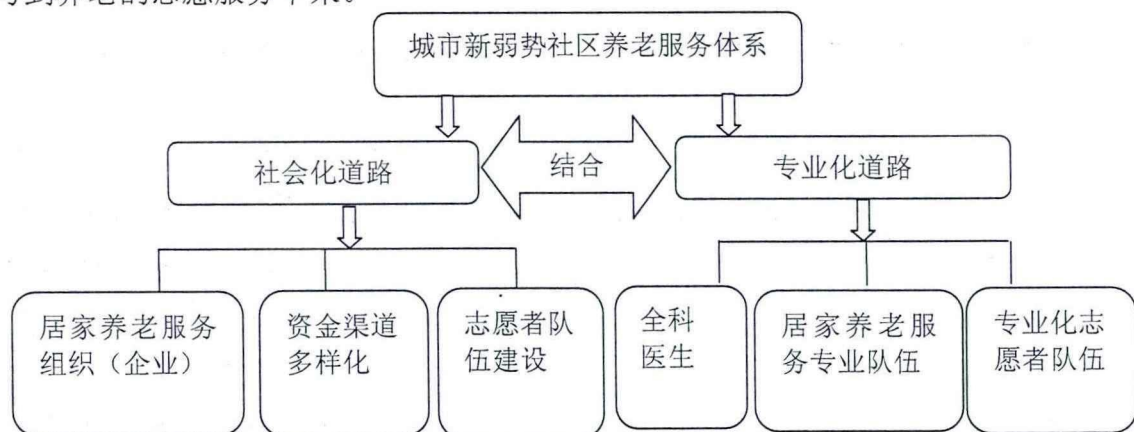 城市新弱势社区养老服务体系
社会化道路
结合
专业化道路
居家养老服务
组织（企业）
资金渠道
多样化
志愿者队
伍建设
全科
医生
居家养老服
务专业队伍
专业化志
愿者队伍